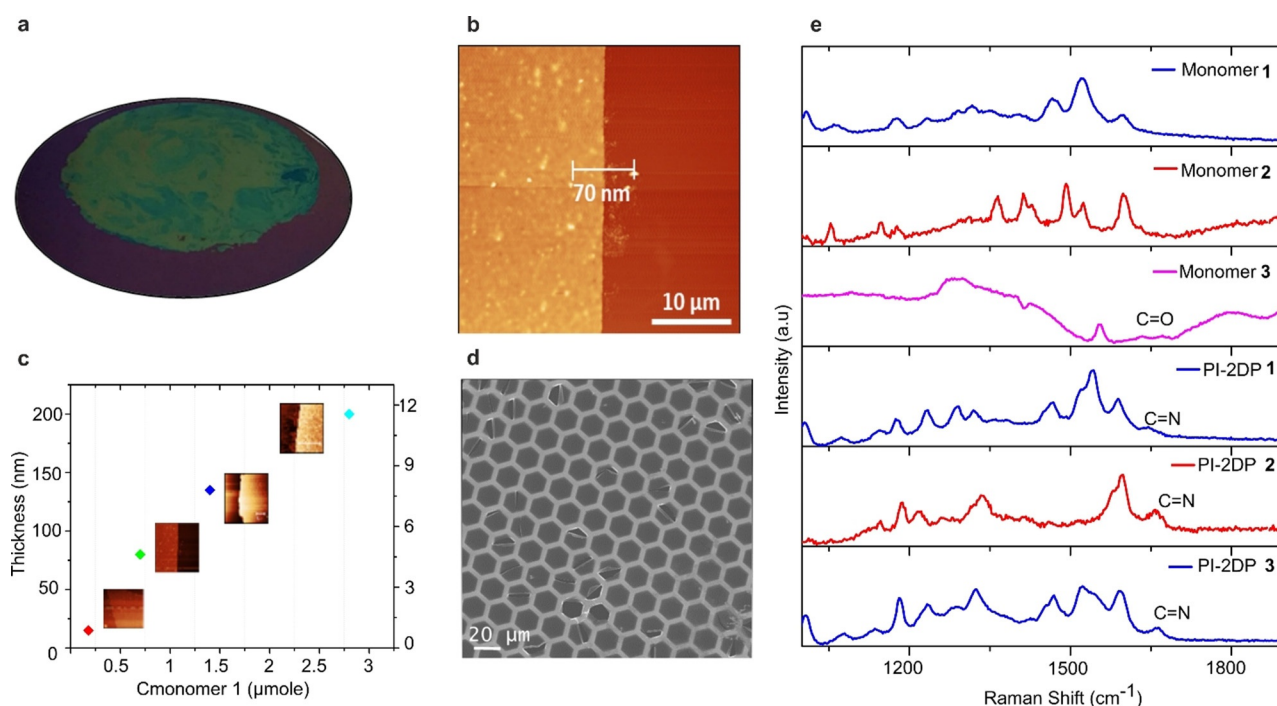 a
b
70 nm
10 µm
c
Thickness (nm)
200
150
100
50
0
12
9
6
3
0
0.5 1 1.5 2 2.5 3
Cmonomer 1 (µmole)
d
20 µm
e
Intensity (a.u)
Monomer 1
Monomer 2
Monomer 3
C=O
PI-2DP 1
C=N
PI-2DP 2
C=N
PI-2DP 3
C=N
1200 1500 1800
Raman Shift (cm-1)